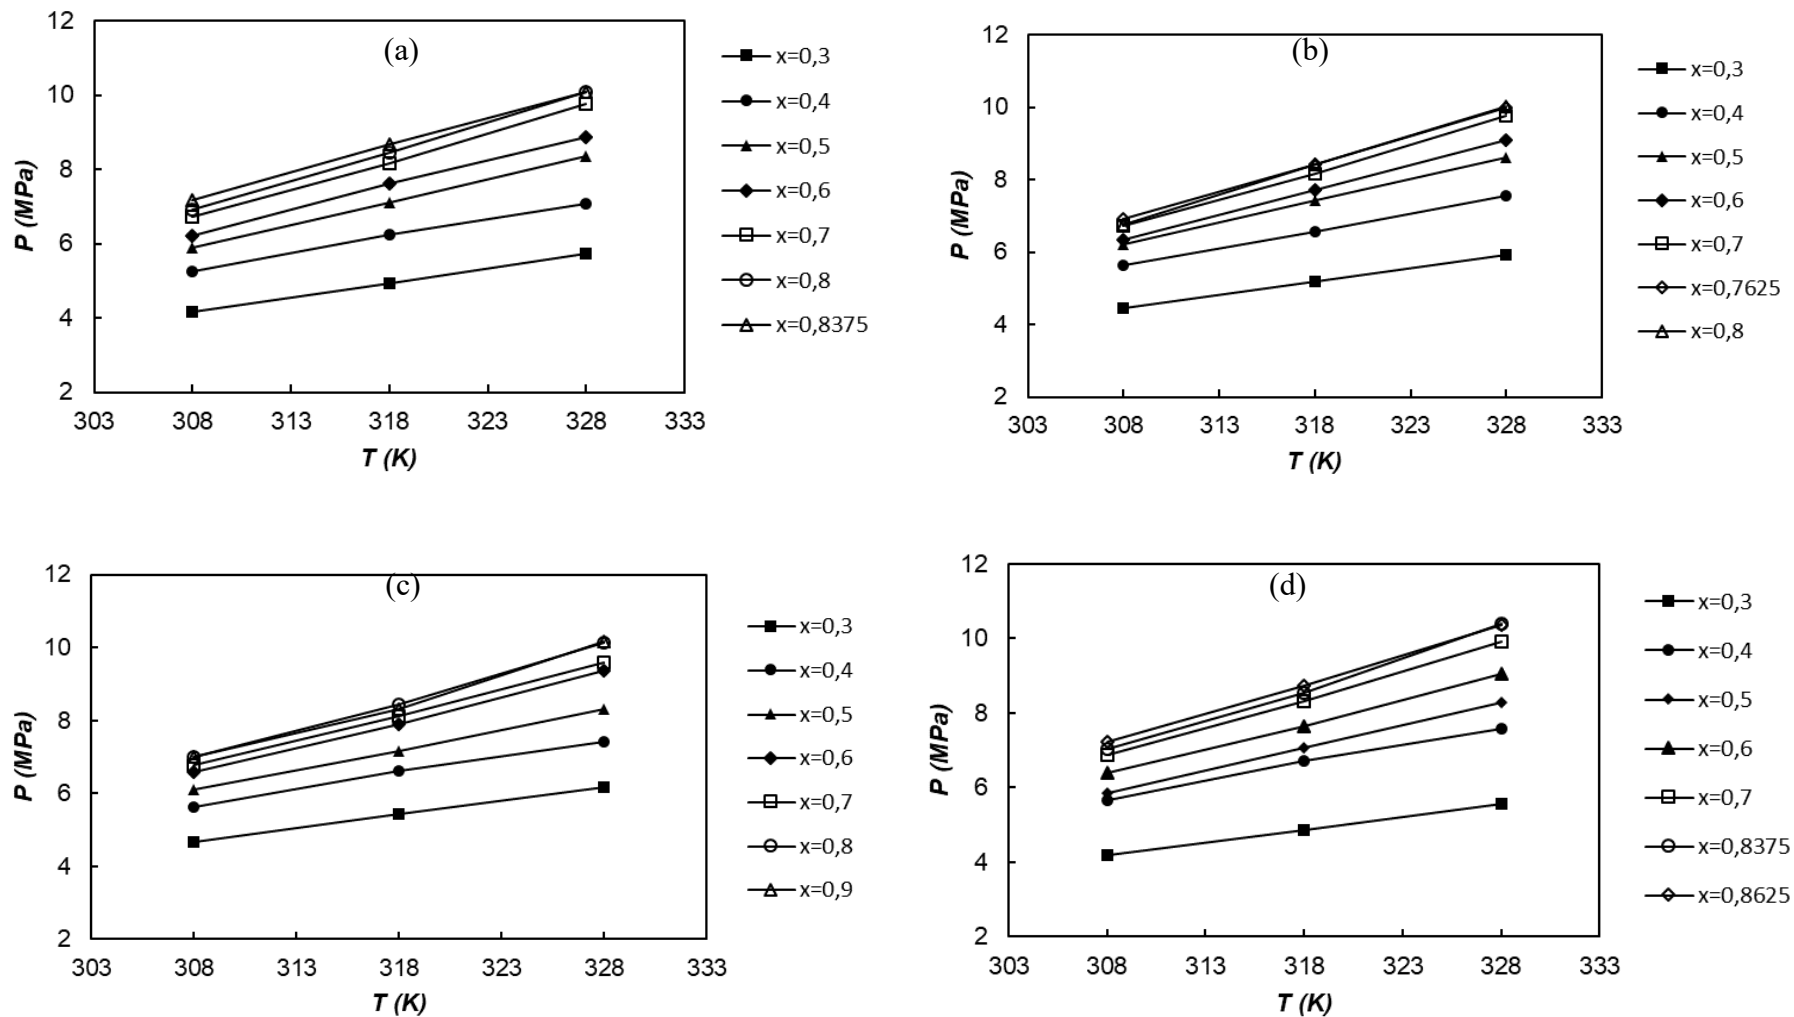 (a)
12
10
8
6
4
2
P (MPa)
303 308 313 318 323 328 333
T (K)
x=0,3
x=0,4
x=0,5
x=0,6
x=0,7
x=0,8
x=0,8375
(b)
12
10
8
6
4
2
P (MPa)
303 308 313 318 323 328 333
T (K)
x=0,3
x=0,4
x=0,5
x=0,6
x=0,7
x=0,7625
x=0,8
(c)
12
10
8
6
4
2
P (MPa)
303 308 313 318 323 328 333
T (K)
x=0,3
x=0,4
x=0,5
x=0,6
x=0,7
x=0,8
x=0,9
(d)
12
10
8
6
4
2
P (MPa)
303 308 313 318 323 328 333
T (K)
x=0,3
x=0,4
x=0,5
x=0,6
x=0,7
x=0,8375
x=0,8625